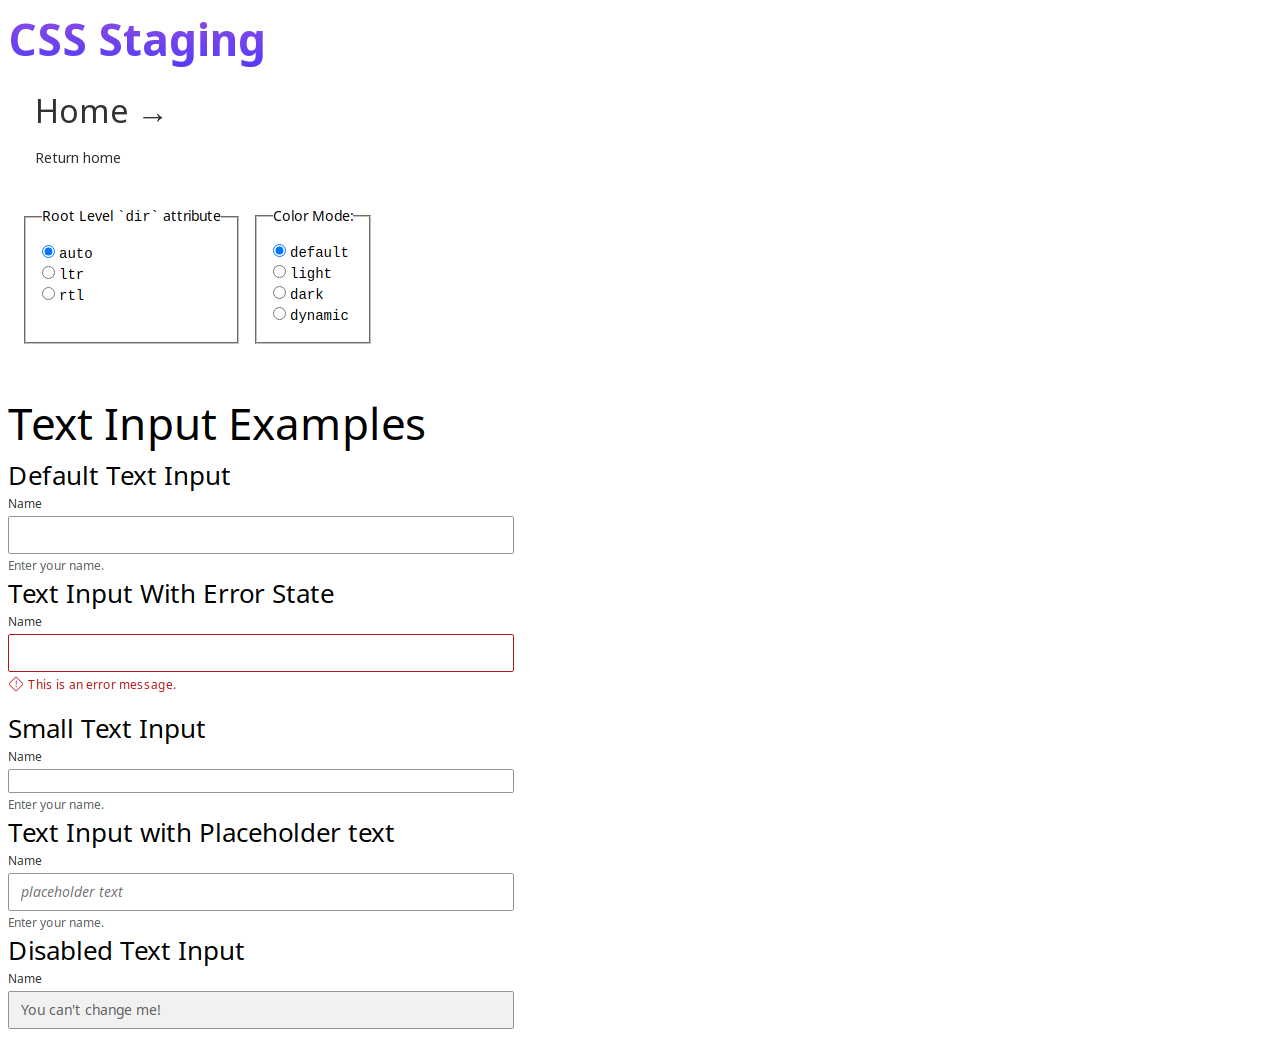 CSS Staging
Home →
Return home
Root Level `dir` attribute
auto
ltr
rtl
Color Mode:
default
light
dark
dynamic
Text Input Examples
Default Text Input
Name
Enter your name.
Text Input With Error State
Name
This is an error message.
Small Text Input
Name
Enter your name.
Text Input with Placeholder text
Name
placeholder text
Enter your name.
Disabled Text Input
Name
You can't change me!